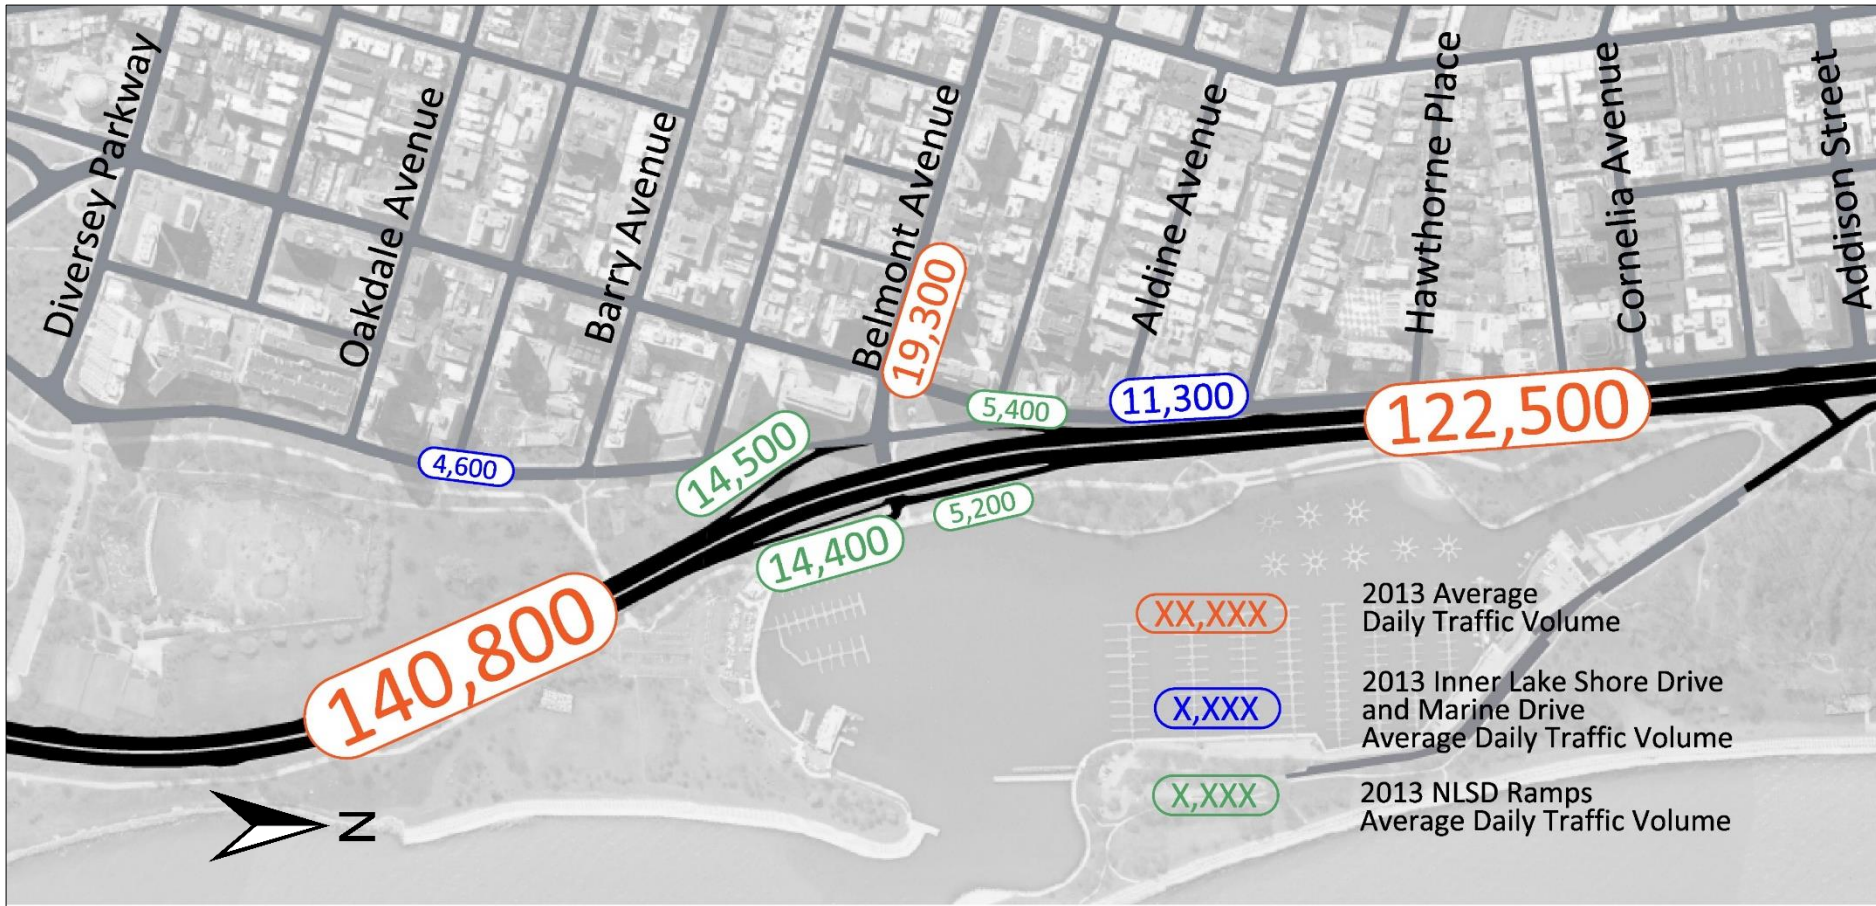 Diversey Parkway
Oakdale Avenue
Barry Avenue
Belmont Avenue
Aldine Avenue
Hawthorne Place
Cornelia Avenue
Addison Street
19,300
5,400
11,300
122,500
4,600
14,500
5,200
14,400
140,800
XX,XXX
2013 Average
Daily Traffic Volume
X,XXX
2013 Inner Lake Shore Drive
and Marine Drive
Average Daily Traffic Volume
X,XXX
2013 NLSD Ramps
Average Daily Traffic Volume
N